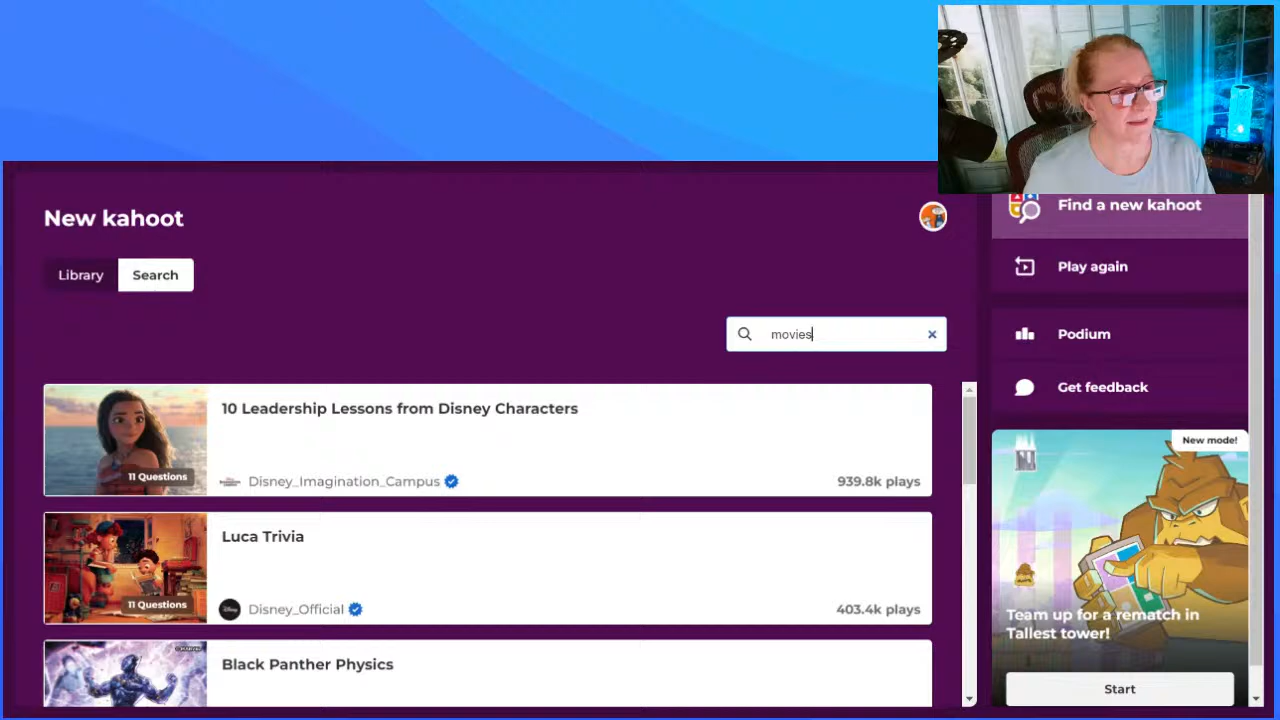 New kahoot
Library
Search
movies
10 Leadership Lessons from Disney Characters
11 Questions
Disney_Imagination_Campus
939.8k plays
Luca Trivia
11 Questions
Disney_Official
403.4k plays
Black Panther Physics
Find a new kahoot
Play again
Podium
Get feedback
New mode!
Team up for a rematch in
Tallest tower!
Start